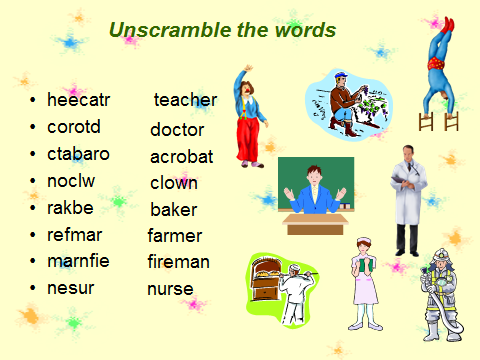 Unscramble the words
• heecatr teacher
• corotd doctor
• ctabaro acrobat
• noclw clown
• rakbe baker
• refmar farmer
• marnfie fireman
• nesur nurse